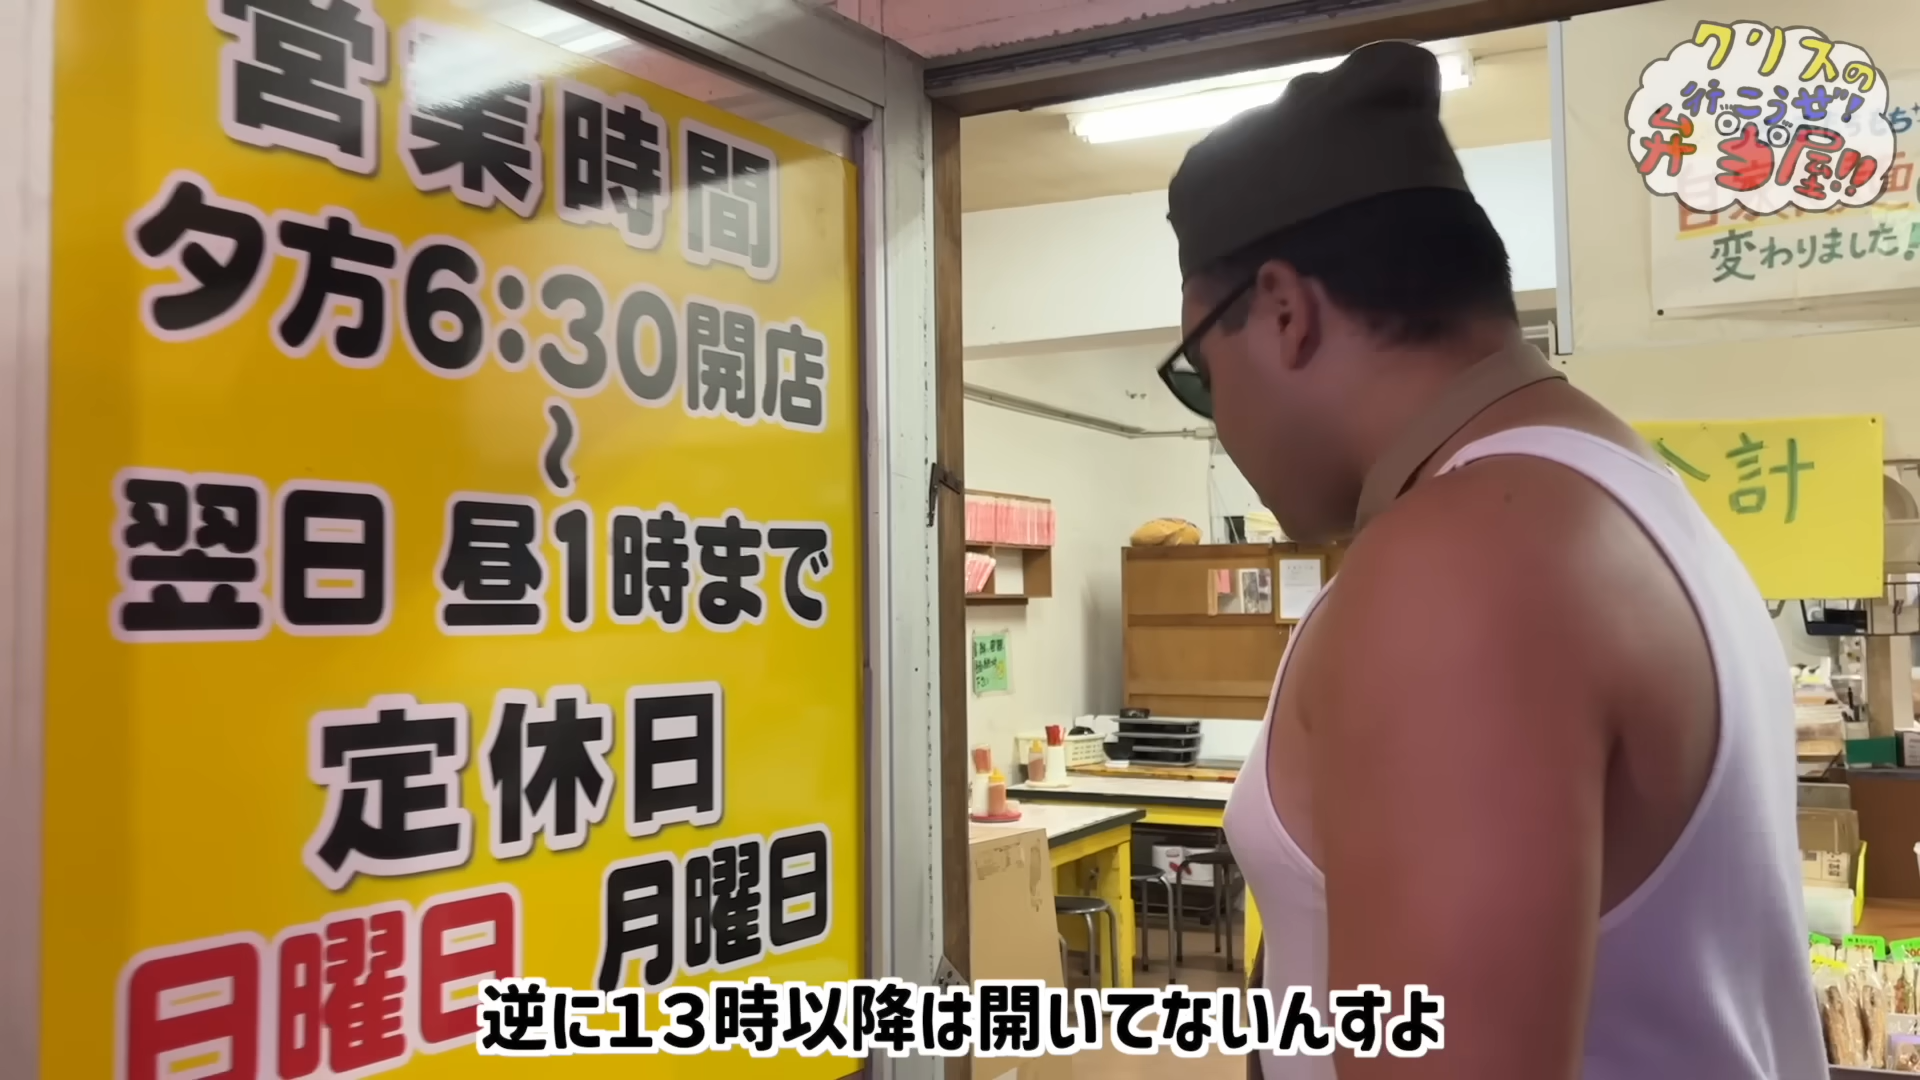 営業時間
夕方6:30開店
~
翌日 昼1時まで
定休日
日曜日 月曜日
クリスの
行こうぜ!
弁当屋!!
変わりました!
合計
逆に13時以降は開いてないんすよ